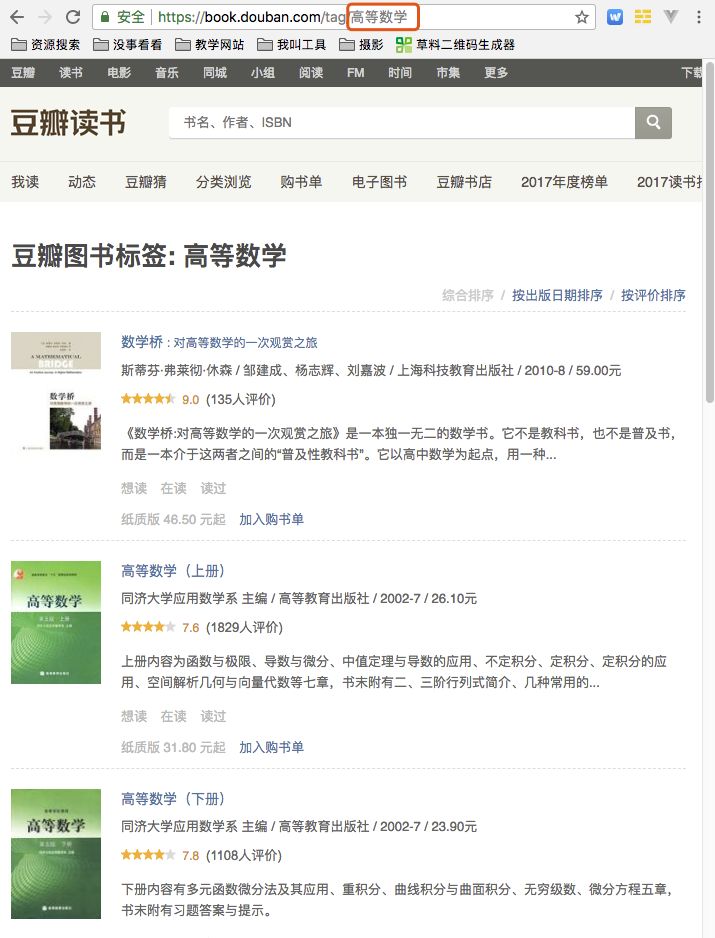 安全 https://book.douban.com/tag/高等数学
资源搜索 没事看看 教学网站 我叫工具 摄影 草料二维码生成器
豆瓣 读书 电影 音乐 同城 小组 阅读 FM 时间 市集 更多 下载
豆瓣读书
书名、作者、ISBN
我读 动态 豆瓣猜 分类浏览 购书单 电子图书 豆瓣书店 2017年度榜单 2017读书报
豆瓣图书标签: 高等数学
综合排序 / 按出版日期排序 / 按评价排序
A MATHEMATICAL
BRIDGE
数学桥
数学桥 : 对高等数学的一次观赏之旅
斯蒂芬·弗莱彻·休森 / 邹建成、杨志辉、刘嘉波 / 上海科技教育出版社 / 2010-8 / 59.00元
9.0 (135人评价)
《数学桥:对高等数学的一次观赏之旅》是一本独一无二的数学书。它不是教科书，也不是普及书，
而是一本介于这两者之间的“普及性教科书”。它以高中数学为起点，用一种...
想读 在读 读过
纸质版 46.50 元起 加入购书单
高等数学
第五版 上册
高等数学（上册）
同济大学应用数学系 主编 / 高等教育出版社 / 2002-7 / 26.10元
7.6 (1829人评价)
上册内容为函数与极限、导数与微分、中值定理与导数的应用、不定积分、定积分、定积分的应
用、空间解析几何与向量代数等七章，书末附有二、三阶行列式简介、几种常用的...
想读 在读 读过
纸质版 31.80 元起 加入购书单
高等数学
第五版 下册
高等数学（下册）
同济大学应用数学系 主编 / 高等教育出版社 / 2002-7 / 23.90元
7.8 (1108人评价)
下册内容有多元函数微分法及其应用、重积分、曲线积分与曲面积分、无穷级数、微分方程五章，
书末附有习题答案与提示。